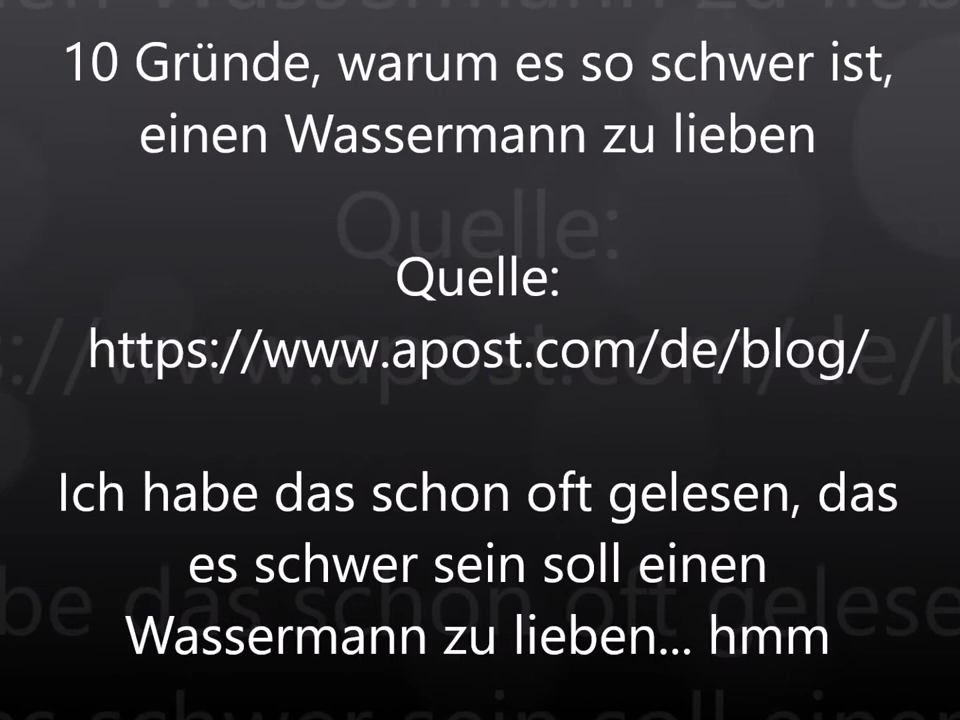 10 Gründe, warum es so schwer ist,
einen Wassermann zu lieben
Quelle:
https://www.apost.com/de/blog/
Ich habe das schon oft gelesen, das
es schwer sein soll einen
Wassermann zu lieben... hmm